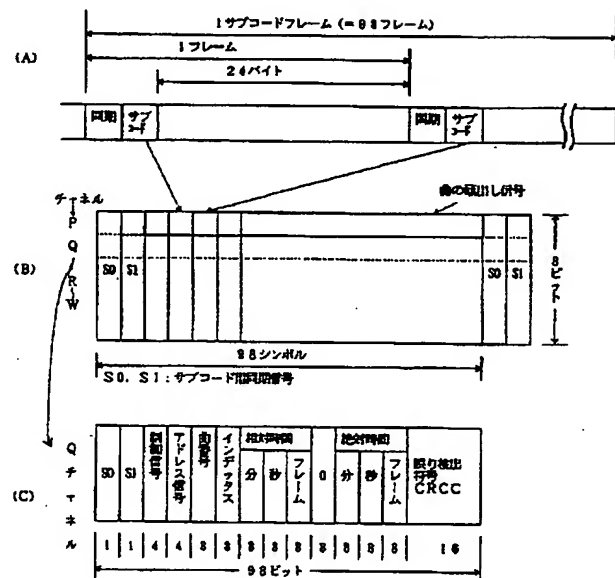 1サブコードフレーム(=98フレーム)
(A)
1フレーム
24バイト
同期
サブコード
同期
サブコード
チャネル
曲の頭出し信号
P
Q
R
W
(B)
S0
S1
S0
S1
8ビット
98シンボル
S0, S1:サブコード用同期信号
(C)
Qチャネル
S0
S1
制御信号
アドレス信号
曲番号
インデックス
相対時間
分
秒
フレーム
0
絶対時間
分
秒
フレーム
誤り検出
符号
CRCC
1 1 4 4 8 8 8 8 8 8 8 8 8 16
98ビット